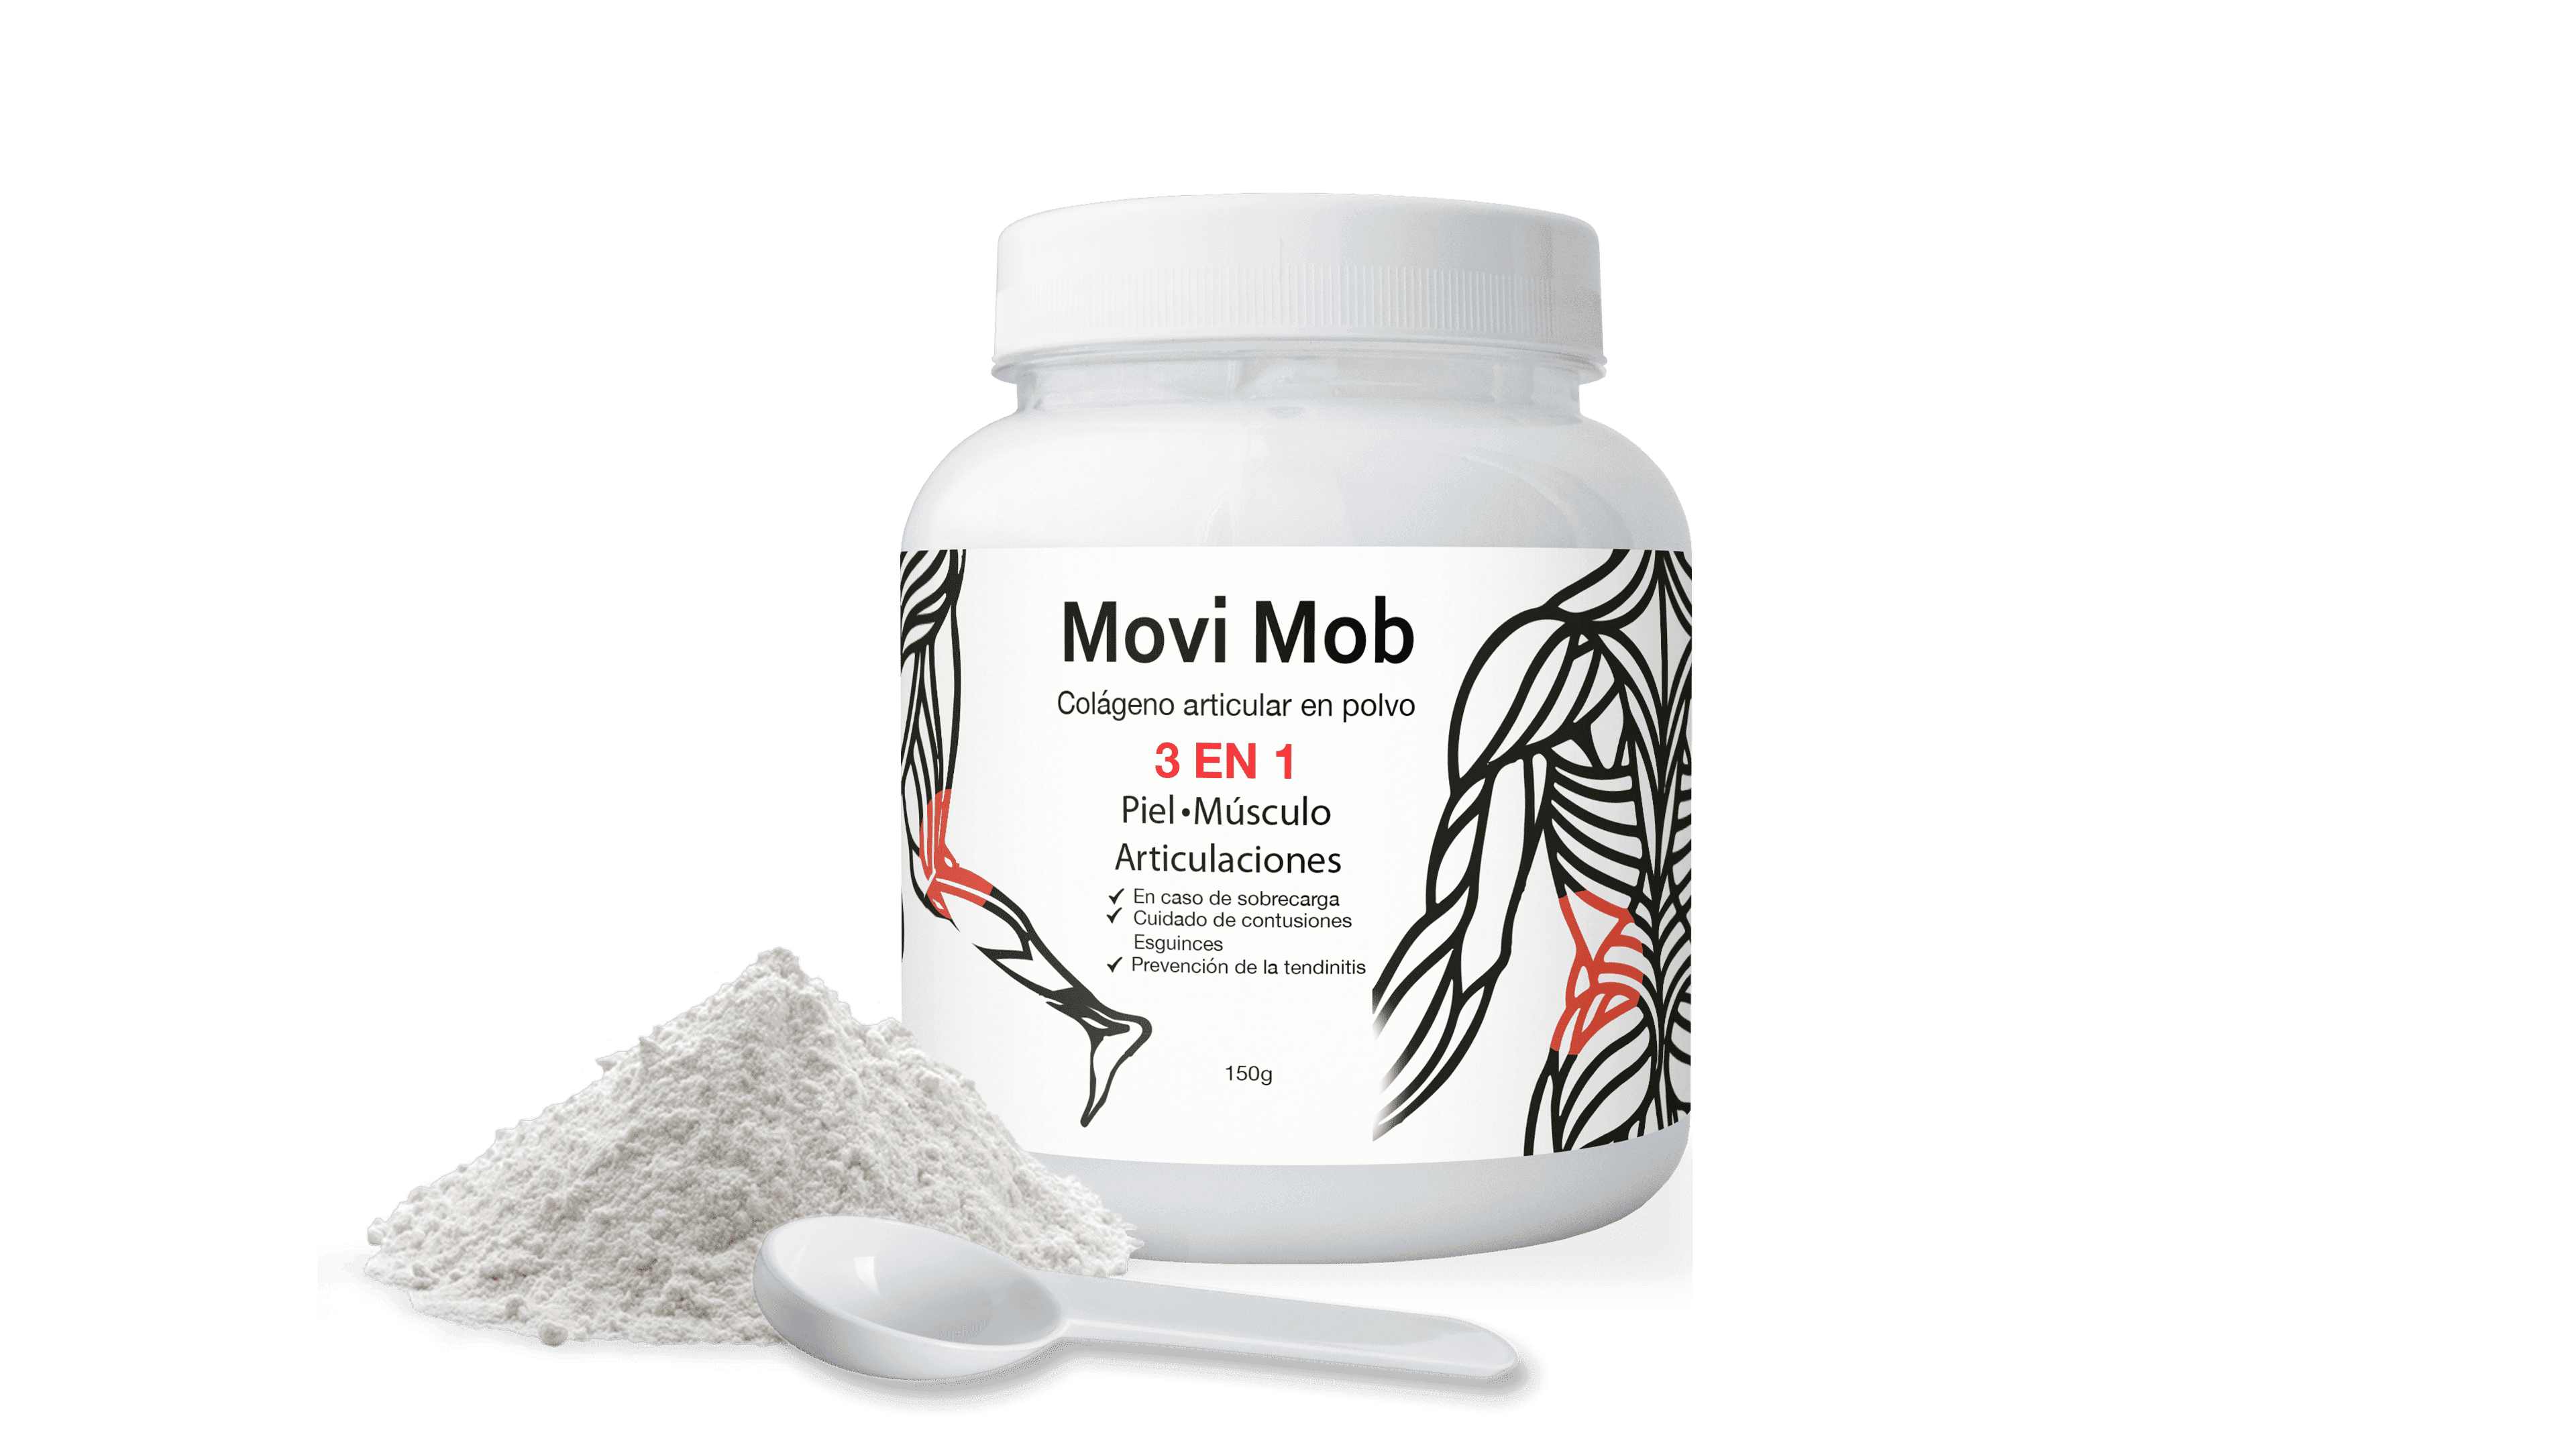 Movi Mob
Colágeno articular en polvo
3 EN 1
Piel•Músculo
Articulaciones
✓ En caso de sobrecarga
✓ Cuidado de contusiones
Esguinces
✓ Prevención de la tendinitis
150g